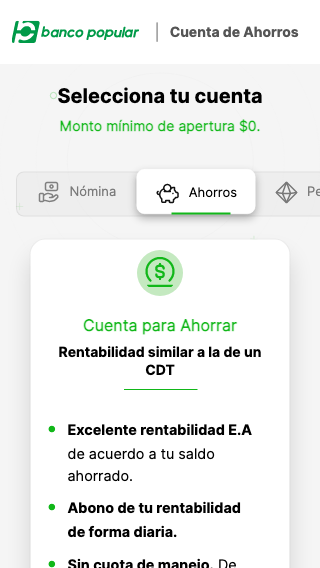 banco popular
Cuenta de Ahorros
Selecciona tu cuenta
Monto mínimo de apertura $0.
Nómina
Ahorros
Pe
Cuenta para Ahorrar
Rentabilidad similar a la de un
CDT
Excelente rentabilidad E.A
de acuerdo a tu saldo
ahorrado.
Abono de tu rentabilidad
de forma diaria.
Sin cuota de manejo. De